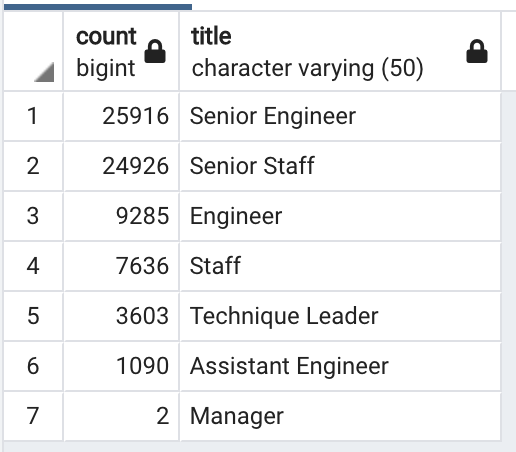 count title
bigint character varying (50)
1 25916 Senior Engineer
2 24926 Senior Staff
3 9285 Engineer
4 7636 Staff
5 3603 Technique Leader
6 1090 Assistant Engineer
7 2 Manager